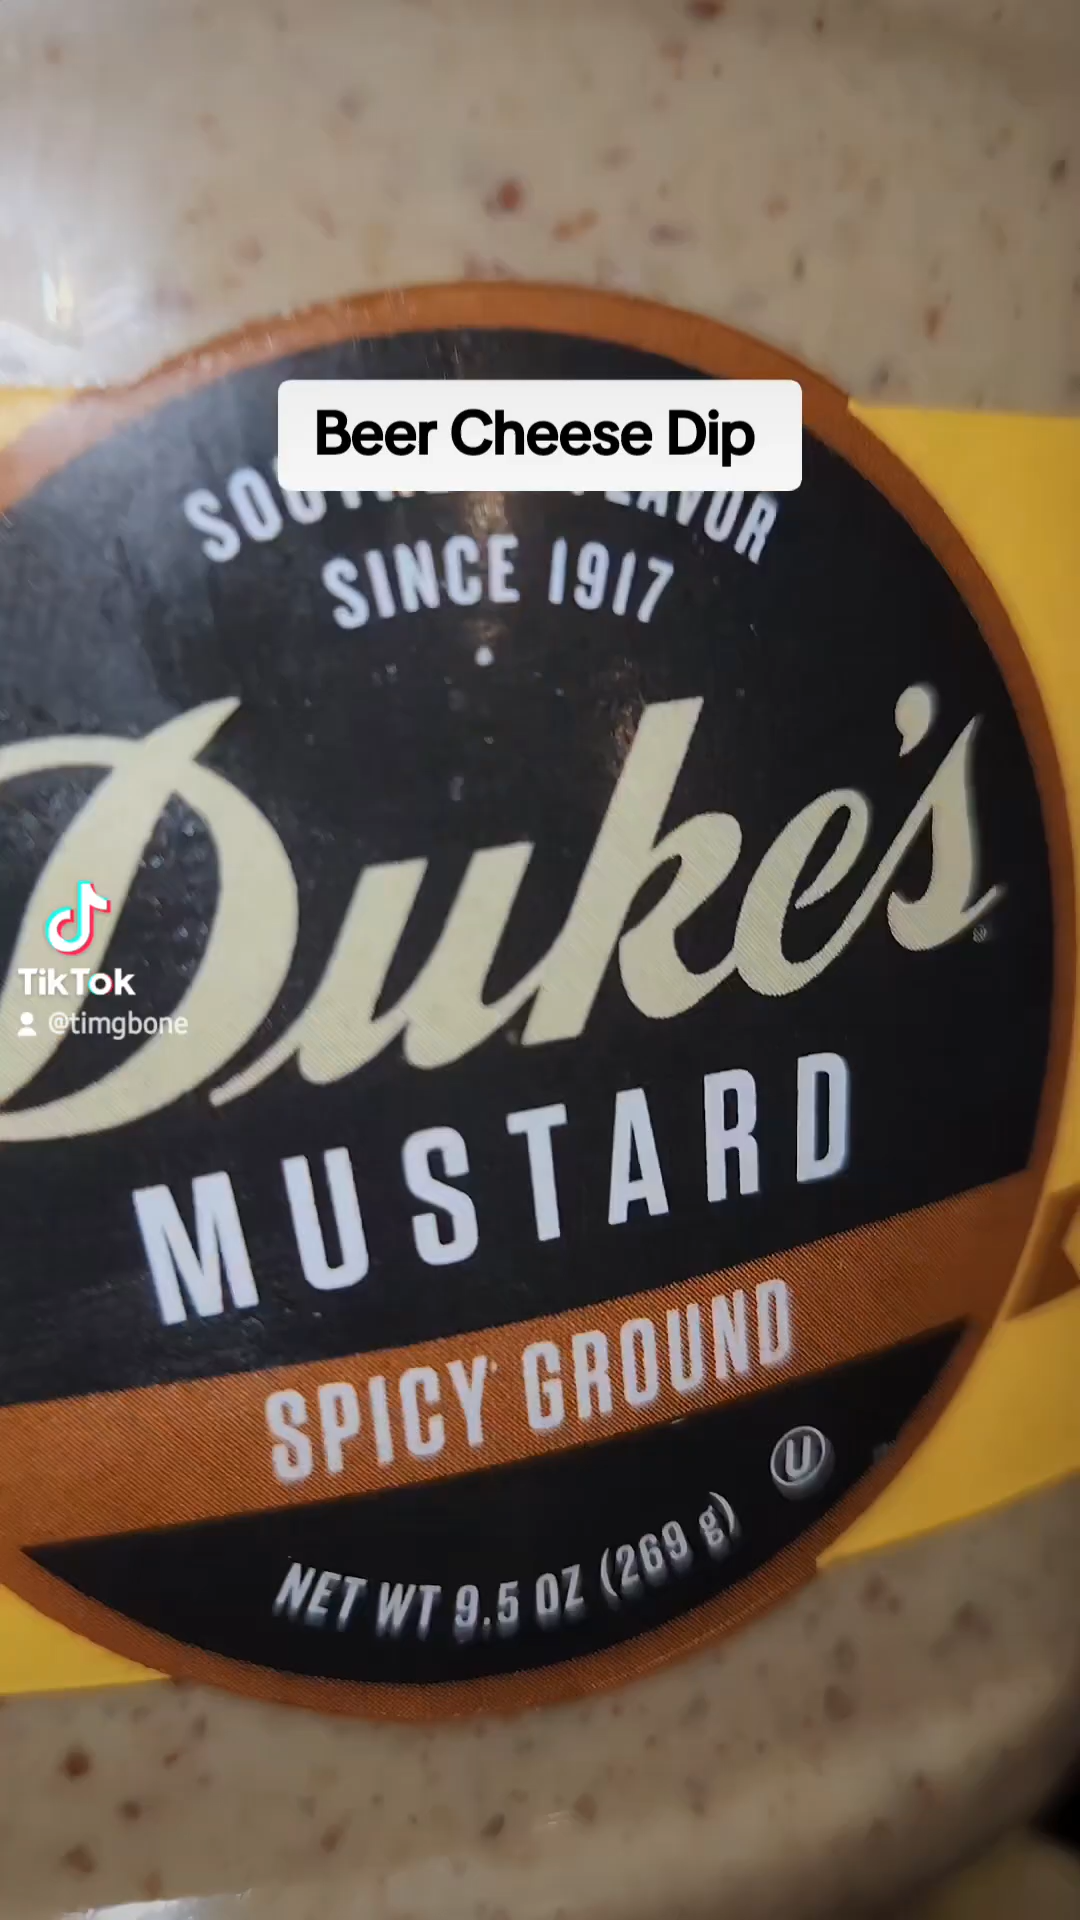 Beer Cheese Dip
SINCE 1917
Duke's
MUSTARD
SPICY GROUND
U
NET WT 9.5 OZ (269 g)
TikTok
@timgbone